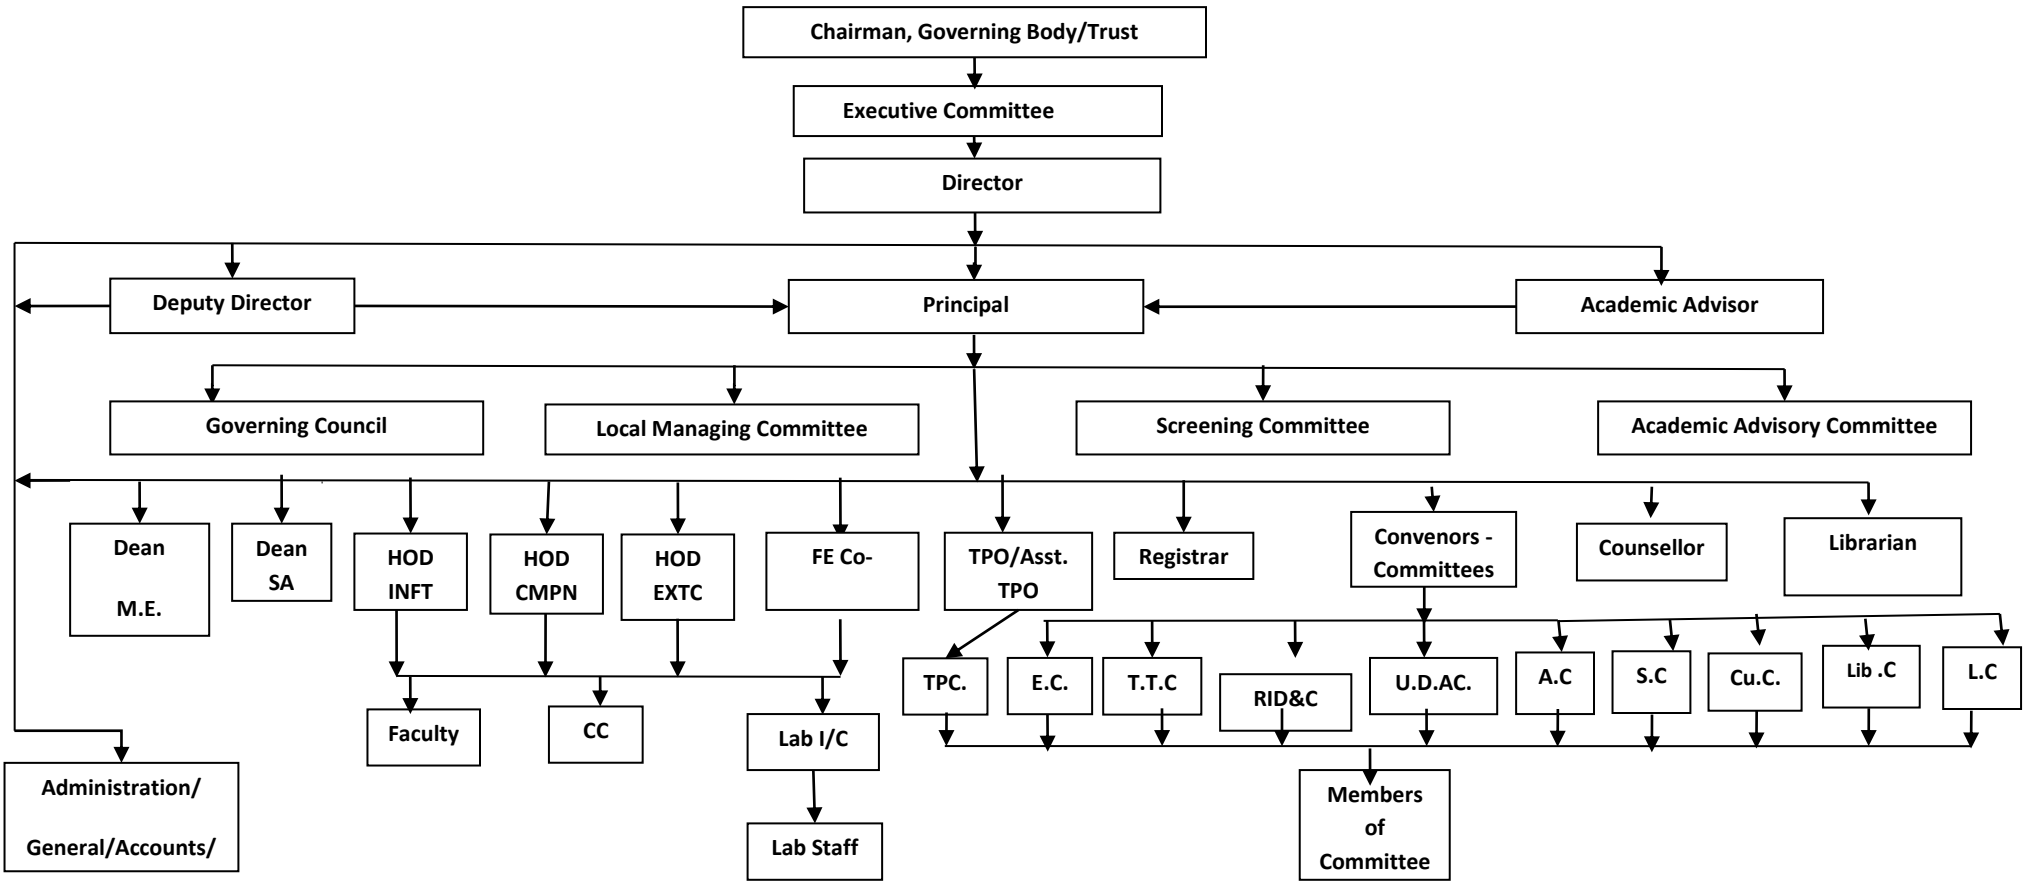 Chairman, Governing Body/Trust
Executive Committee
Director
Deputy Director
Principal
Academic Advisor
Governing Council
Local Managing Committee
Screening Committee
Academic Advisory Committee
Dean
M.E.
Dean
SA
HOD
INFT
HOD
CMPN
HOD
EXTC
FE Co-
TPO/Asst.
TPO
Registrar
Convenors -
Committees
Counsellor
Librarian
TPC.
E.C.
T.T.C
RID&C
U.D.AC.
A.C
S.C
Cu.C.
Lib .C
L.C
Faculty
CC
Lab I/C
Lab Staff
Administration/
General/Accounts/
Members
of
Committee